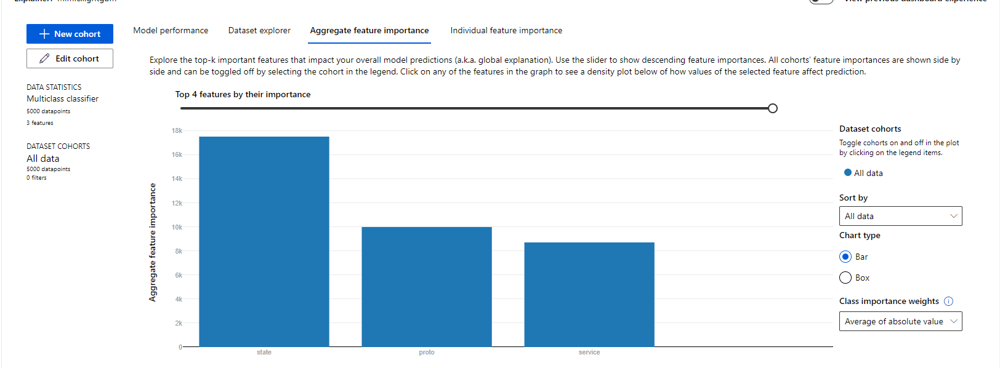 New cohort
Edit cohort
DATA STATISTICS
Multiclass classifier
5000 datapoints
3 features
DATASET COHORTS
All data
5000 datapoints
0 filters
Model performance
Dataset explorer
Aggregate feature importance
Individual feature importance
Explore the top-k important features that impact your overall model predictions (a.k.a. global explanation). Use the slider to show descending feature importances. All cohorts' feature importances are shown side by
side and can be toggled off by selecting the cohort in the legend. Click on any of the features in the graph to see a density plot below of how values of the selected feature affect prediction.
Top 4 features by their importance
Aggregate feature importance
18k
16k
14k
12k
10k
8k
6k
4k
2k
0
state
proto
service
Dataset cohorts
Toggle cohorts on and off in the plot
by clicking on the legend items.
All data
Sort by
All data
Chart type
Bar
Box
Class importance weights
Average of absolute value